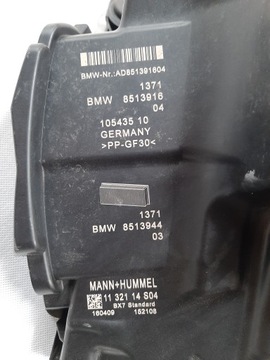 BMW-Nr.:AD851391604
1371
BMW 8513916
04
105435 10
GERMANY
>PP-GF30<
1371
BMW 8513944
03
MANN+HUMMEL
11 321 14 S04
BX7 Standard
160409 152108